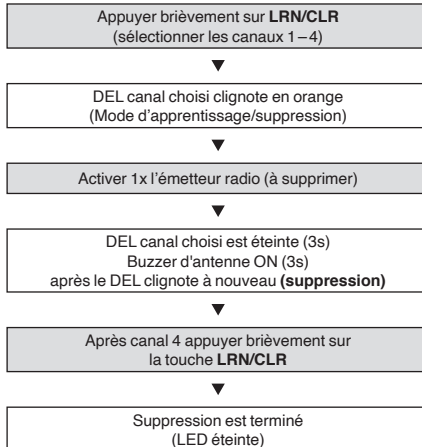 Appuyer brièvement sur LRN/CLR
(sélectionner les canaux 1–4)
DEL canal choisi clignote en orange
(Mode d'apprentissage/suppression)
Activer 1x l'émetteur radio (à supprimer)
DEL canal choisi est éteinte (3s)
Buzzer d'antenne ON (3s)
après le DEL clignote à nouveau (suppression)
Après canal 4 appuyer brièvement sur
la touche LRN/CLR
Suppression est terminé
(LED éteinte)